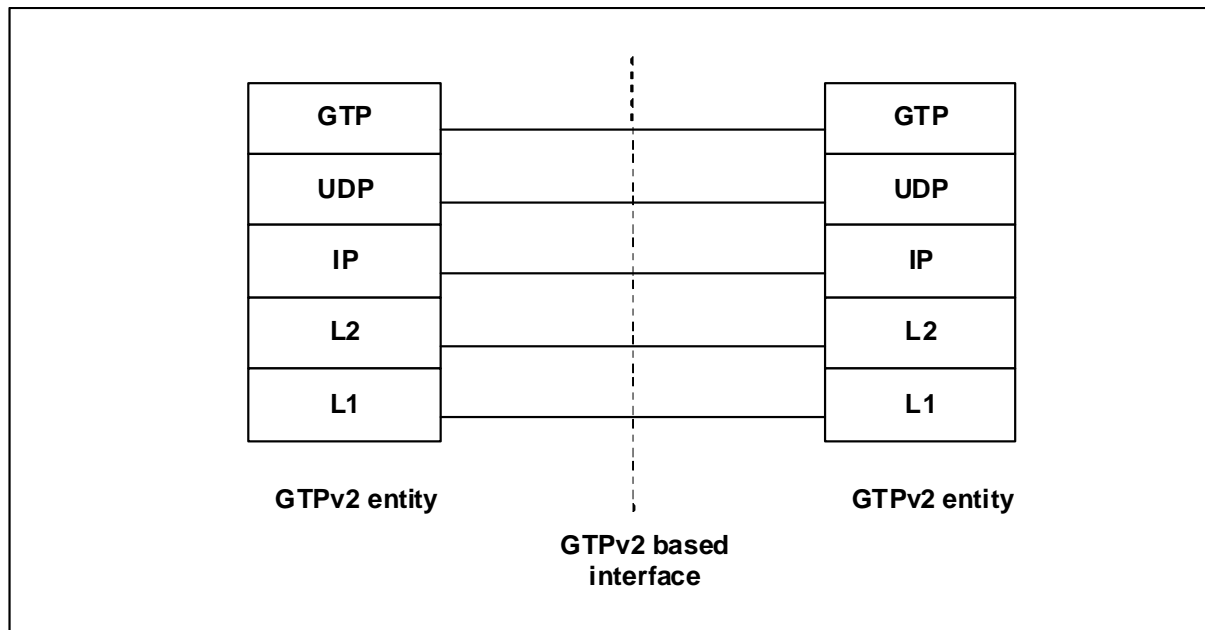 GTP
UDP
IP
L2
L1
GTPv2 entity
GTP
UDP
IP
L2
L1
GTPv2 entity
GTPv2 based
interface